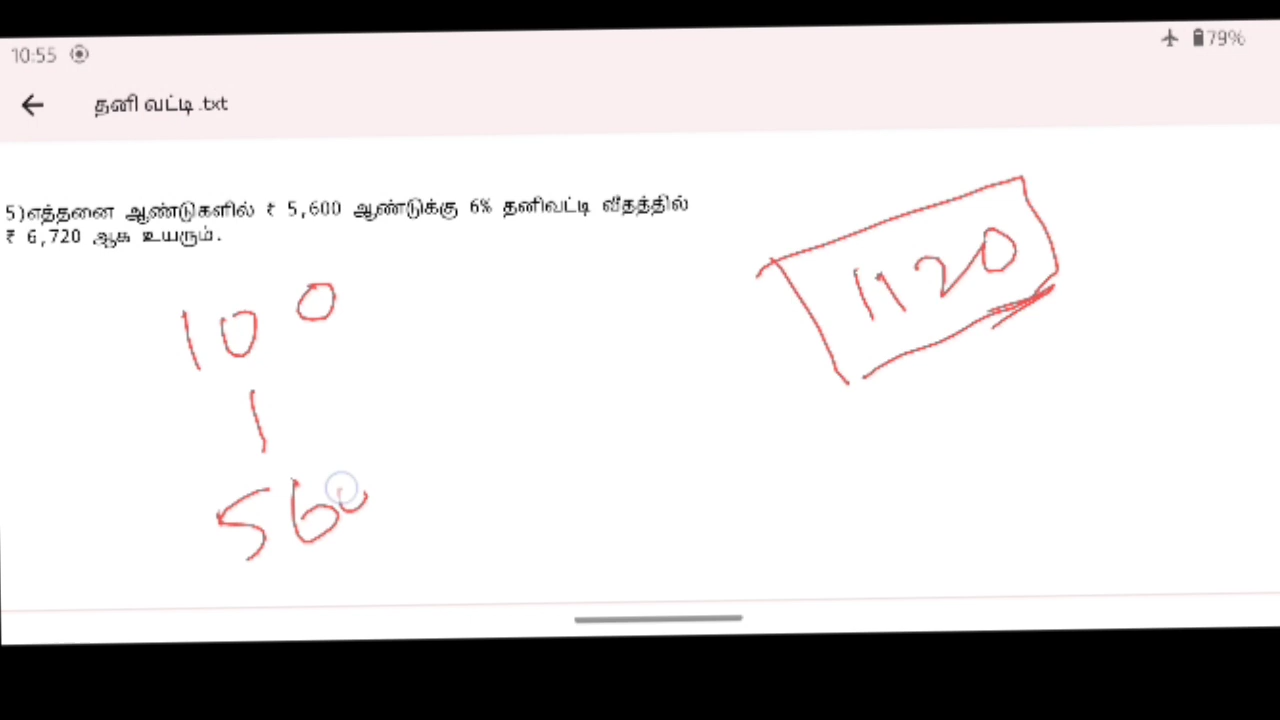 10:55
79%
தனி வட்டி .txt
5)எத்தனை ஆண்டுகளில் ₹ 5,600 ஆண்டுக்கு 6% தனிவட்டி வீதத்தில்
₹ 6,720 ஆக உயரும்.
1120
100
1
560